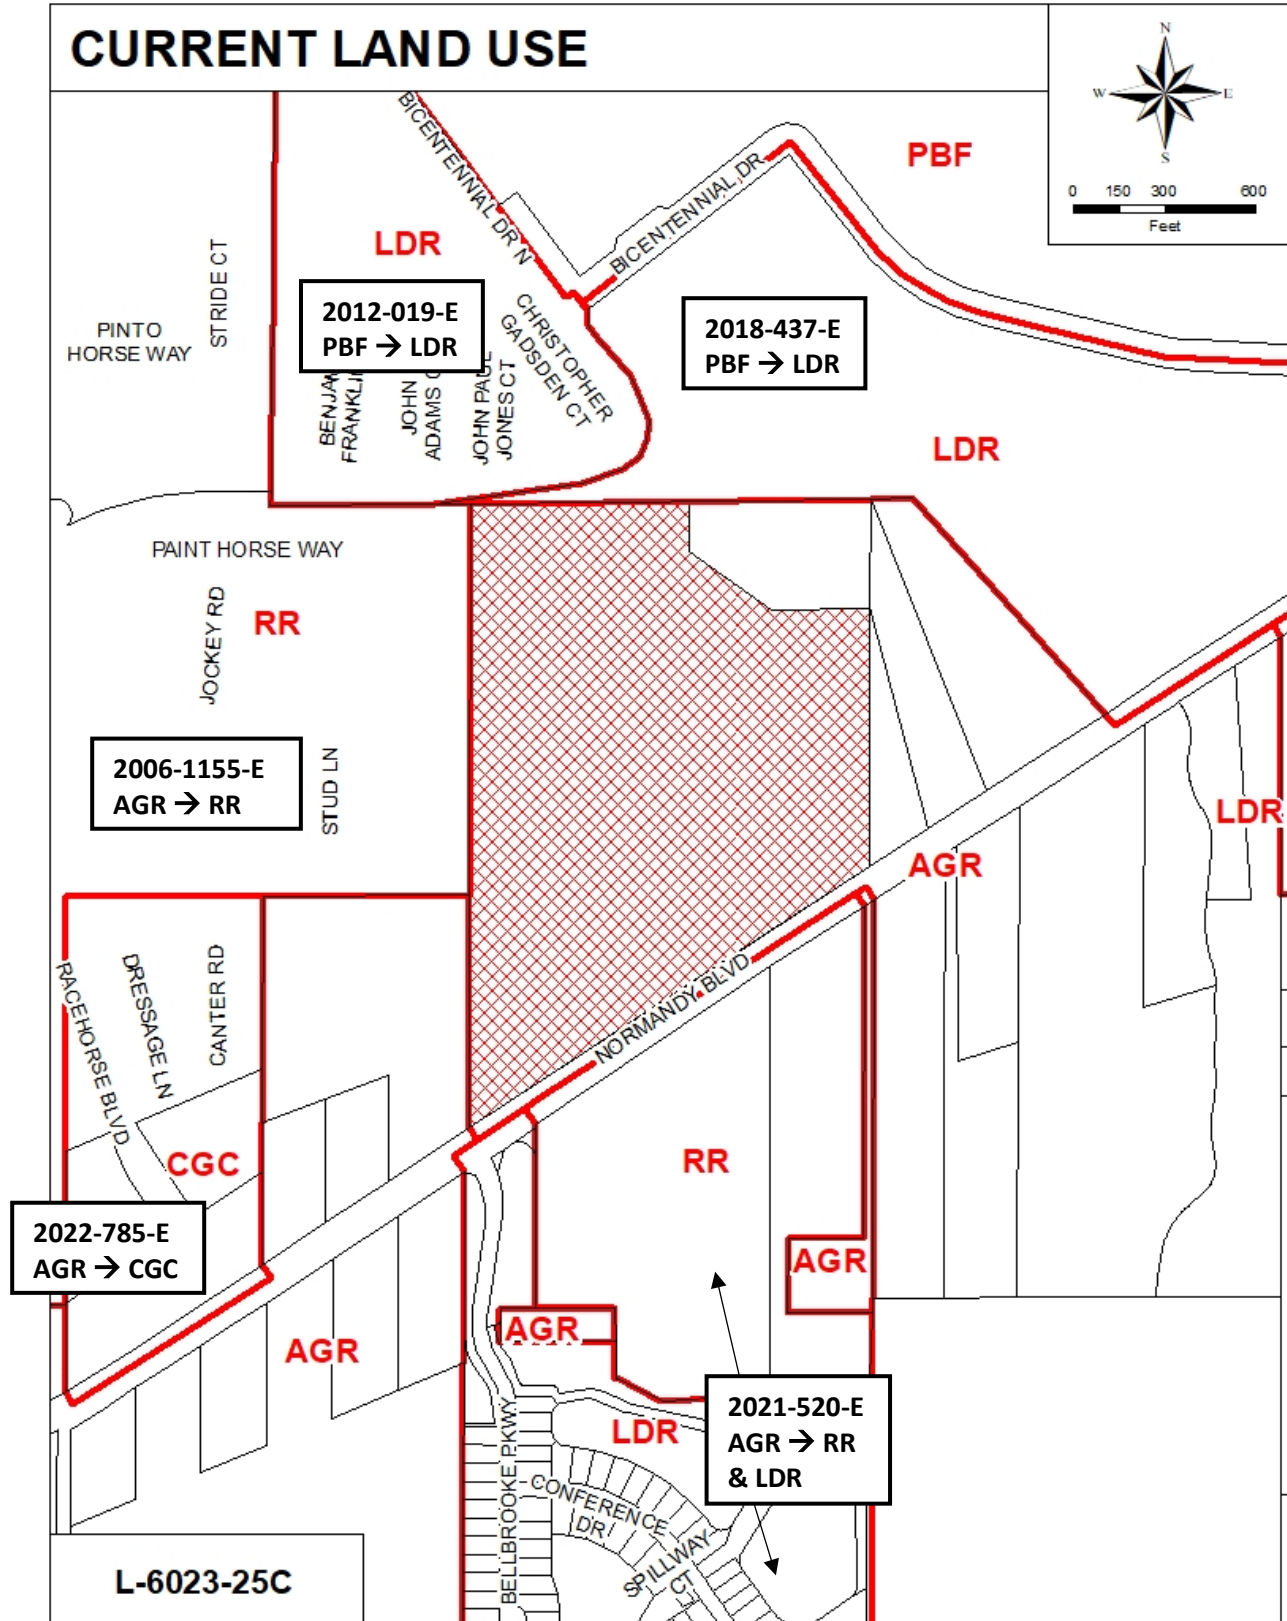 CURRENT LAND USE
N
W
E
S
0 150 300 600
Feet
PBF
BICENTENNIAL DR N
BICENTENNIAL DR
LDR
STRIDE CT
PINTO
HORSE WAY
2012-019-E
PBF → LDR
CHRISTOPHER
GADSDEN CT
2018-437-E
PBF → LDR
FRANKLIN
JOHN
ADAMS
JOHN PAUL
JONES CT
LDR
PAINT HORSE WAY
JOCKEY RD
RR
2006-1155-E
AGR → RR
STUD LN
LDR
AGR
RACEHORSE BLVD
DRESSAGE LN
CANTER RD
NORMANDY BLVD
CGC
RR
2022-785-E
AGR → CGC
AGR
AGR
AGR
2021-520-E
AGR → RR
& LDR
LDR
BELLBROOKE PKWY
CONFERENCE
DR
SPILLWAY
CT
L-6023-25C